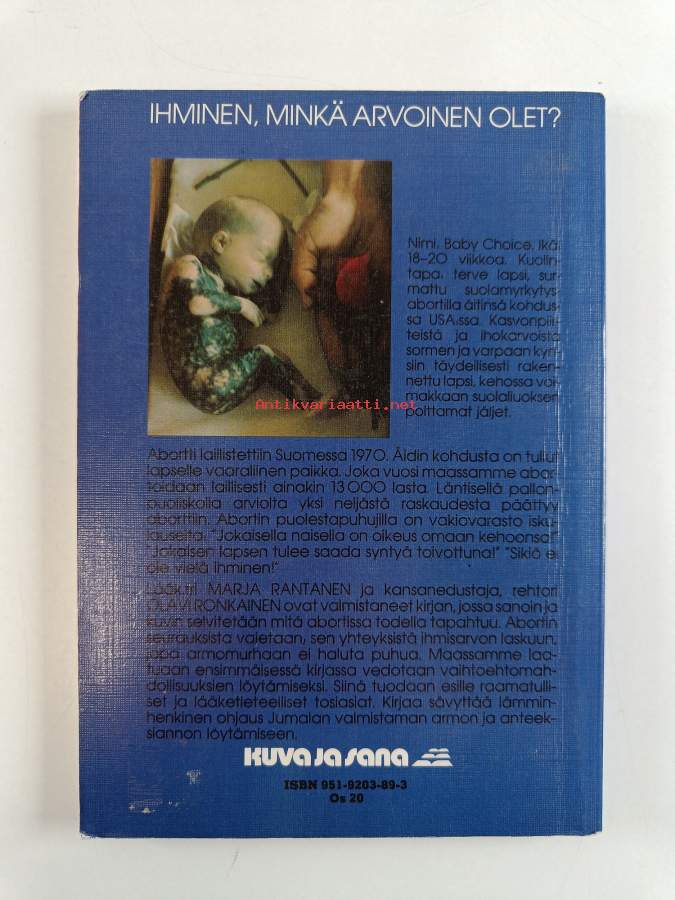 IHMINEN, MINKÄ ARVOINEN OLET?
Nimi, Baby Choice, Ikä
18–20 viikkoa. Kuolin-
tapa, terve lapsi, sur-
mattu suolamyrkytys-
abortilla äitinsä kohdus-
sa USA:ssa. Kasvonpiir-
teistä ja ihokarvoista
sormen ja varpaan kyn-
siin täydellisesti raken-
nettu lapsi, kehossa voi-
makkaan suolaliuoksen
polttamat jäljet.
Antikvariaatti.net
Abortti laillistettiin Suomessa 1970. Äidin kohdusta on tullut
lapselle vaarallinen paikka. Joka vuosi maassamme abor-
toidaan laillisesti ainakin 13 000 lasta. Läntisellä pallon-
puoliskolla arviolta yksi neljästä raskaudesta päättyy
aborttiin. Abortin puolestapuhujilla on vakiovarasto isku-
lauseita. "Jokaisella naisella on oikeus omaan kehoonsa!"
"Jokaisen lapsen tulee saada syntyä toivottuna!" "Sikiö ei
ole vielä ihminen!"
Lääkäri MARJA RANTANEN ja kansanedustaja, rehtori
OLAVI RONKAINEN ovat valmistaneet kirjan, jossa sanoin ja
kuvin selvitetään mitä abortissa todella tapahtuu. Abortin
seurauksista vaietaan, sen yhteyksistä ihmisarvon laskuun,
jopa armomurhaan ei haluta puhua. Maassamme laa-
tuaan ensimmäisessä kirjassa vedotaan vaihtoehtomah-
dollisuuksien löytämiseksi. Siinä tuodaan esille raamatulli-
set ja lääketieteelliset tosiasiat. Kirjaa sävyttää lämmin-
henkinen ohjaus Jumalan valmistaman armon ja anteek-
siannon löytämiseen.
kuva ja sana
ISBN 951-9203-89-3
Os 20